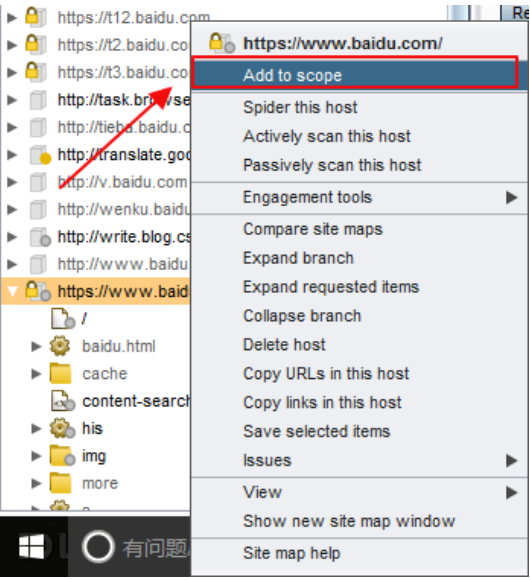 https://t12.baidu.com
https://t2.baidu.co
https://t3.baidu.co
http://task.browse
http://tieba.baidu.c
http://translate.goo
http://v.baidu.com
http://wenku.baidu
http://write.blog.cs
http://www.baidu
https://www.baid
/
baidu.html
cache
content-search
his
img
more
Re
https://www.baidu.com/
Add to scope
Spider this host
Actively scan this host
Passively scan this host
Engagement tools
Compare site maps
Expand branch
Expand requested items
Collapse branch
Delete host
Copy URLs in this host
Copy links in this host
Save selected items
Issues
View
Show new site map window
Site map help
有问题